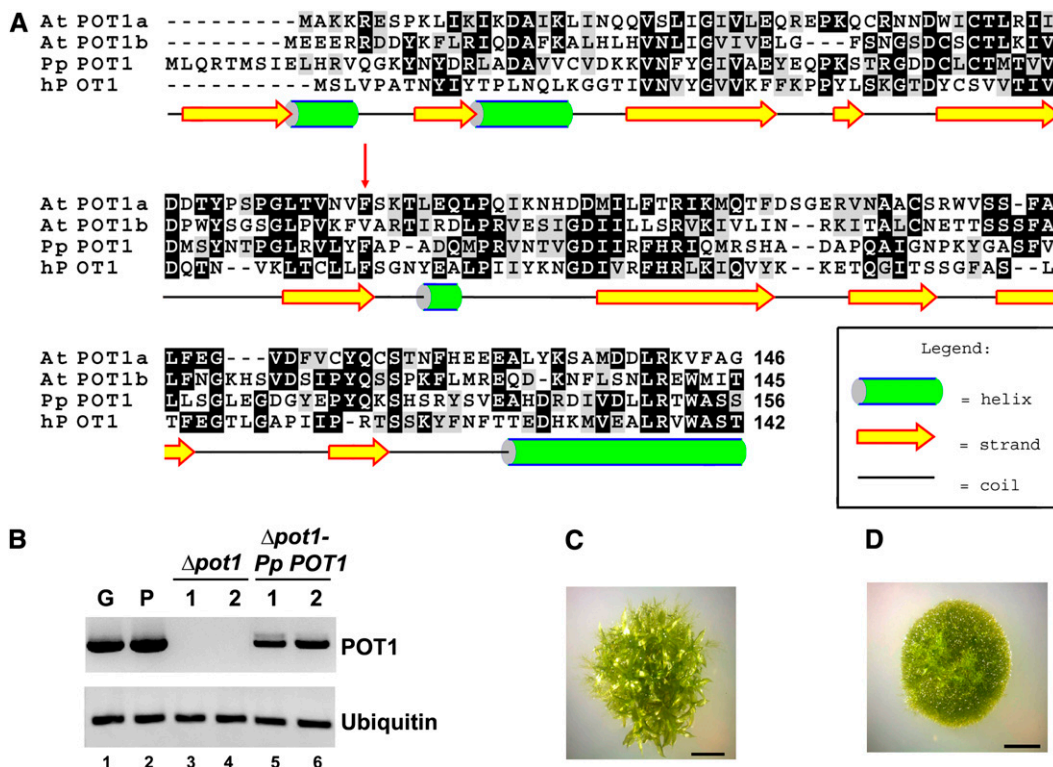 A
At POT1a --------MAKKRESPKLIKIKDAIKLINQQVSLIGIVLEQREPKQCRNNDWICTLRII
At POT1b --------MEEERRDDYKFLRIQDAFKALHLHVNLIGVIVELG---FSNGSDCSCTLKIV
Pp POT1 MLQRTMSIELHRVQGKYNYDRLADAVVCVDKKVNFYGIVAEYGKPKSTRGDDCLCTMTVV
hP OT1 ---------MSLVPATNYIYTPLNQLKGGTIVNVYGVVKFFKPPYLSKGTDYCSVVTIV
At POT1a DDTYPSPGLTVNVFSKTLEQLPQIKNHDDMILFTRIKMQTFDSGERVNAACSRWVSS-FA
At POT1b DPWYSGSGLPVKFVARTIRDLPRVESIGDIILLSRVKIVLIN--RKITALCNETTSSSFA
Pp POT1 DMSYNTPGLRVLYFAP-ADQMPRVNTVGDIIRFHRIQMRSHA--DAPQAIGNPKYGASFV
hP OT1 DQTN--VKLTCLLFSGNYEALPIIYKNGDIVRFHRLKIQVYK--KETQGITSSGFAS--L
At POT1a LFEG---VDFVCYQCSTNFHEEEALYKSAMDDLRKVFAG 146
At POT1b LFNGKHSVDSIPYQSSPKFLMREQD-KNFLSNLREWMIT 145
Pp POT1 LLSGLEGDGYEPYQKSHSRYSVEAHDRDIVDLLRTWASS 156
hP OT1 TFEGTLGAPIIP-RTSSKYFNFTTEDHKMVEALRVWAST 142
Legend:
= helix
= strand
= coil
B
Δpot1
Δpot1-
Pp POT1
G P 1 2 1 2
POT1
Ubiquitin
1 2 3 4 5 6
C
D